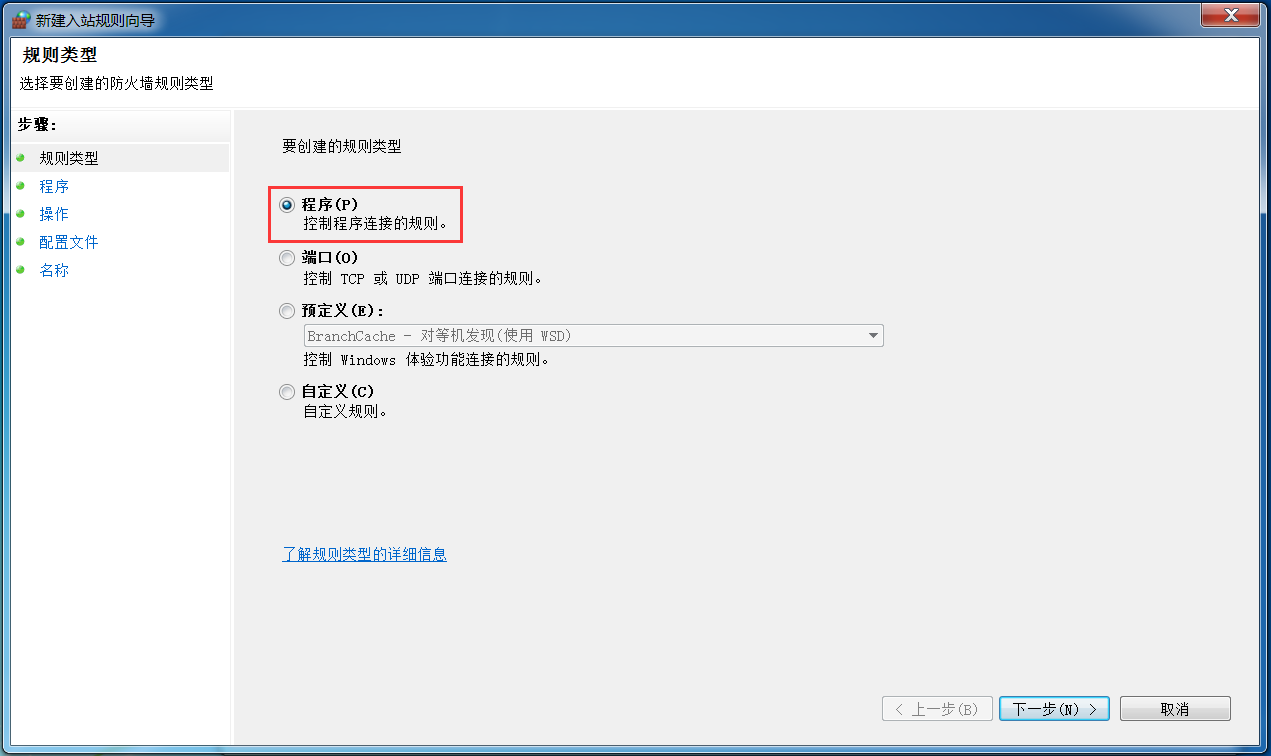 新建入站规则向导
规则类型
选择要创建的防火墙规则类型
步骤:
规则类型
程序
操作
配置文件
名称
要创建的规则类型
程序(P)
控制程序连接的规则。
端口(O)
控制 TCP 或 UDP 端口连接的规则。
预定义(E):
BranchCache - 对等机发现(使用 WSD)
控制 Windows 体验功能连接的规则。
自定义(C)
自定义规则。
了解规则类型的详细信息
< 上一步(B) 下一步(N) > 取消